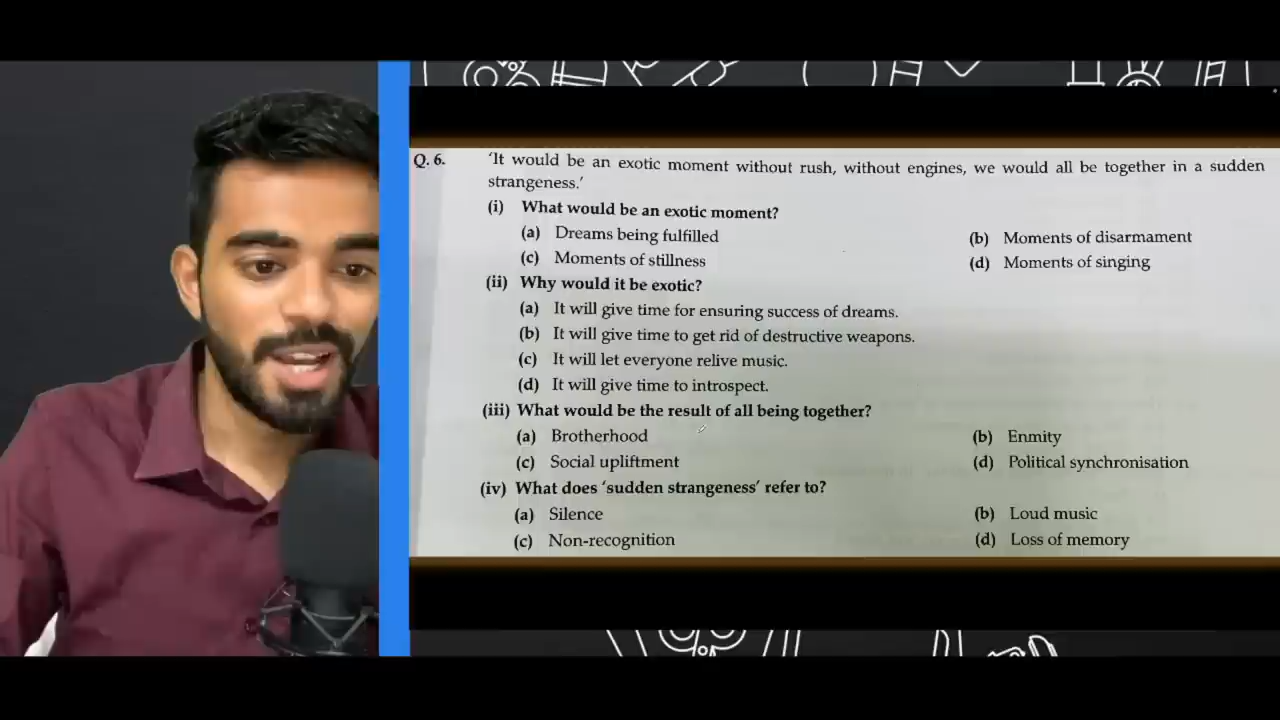 Q. 6. 'It would be an exotic moment without rush, without engines, we would all be together in a sudden
strangeness.'
(i) What would be an exotic moment?
(a) Dreams being fulfilled (b) Moments of disarmament
(c) Moments of stillness (d) Moments of singing
(ii) Why would it be exotic?
(a) It will give time for ensuring success of dreams.
(b) It will give time to get rid of destructive weapons.
(c) It will let everyone relive music.
(d) It will give time to introspect.
(iii) What would be the result of all being together?
(a) Brotherhood (b) Enmity
(c) Social upliftment (d) Political synchronisation
(iv) What does 'sudden strangeness' refer to?
(a) Silence (b) Loud music
(c) Non-recognition (d) Loss of memory